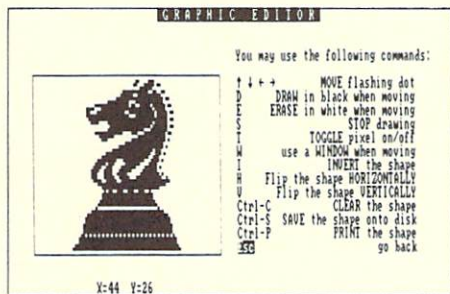 GRAPHIC EDITOR
You may use the following commands:
↑ ↓ ← → MOVE flashing dot
D DRAW in black when moving
E ERASE in white when moving
S STOP drawing
T TOGGLE pixel on/off
W use a WINDOW when moving
I INVERT the shape
H Flip the shape HORIZONTALLY
V Flip the shape VERTICALLY
Ctrl-C CLEAR the shape
Ctrl-S SAVE the shape onto disk
Ctrl-P PRINT the shape
Esc go back
X=44 Y=26